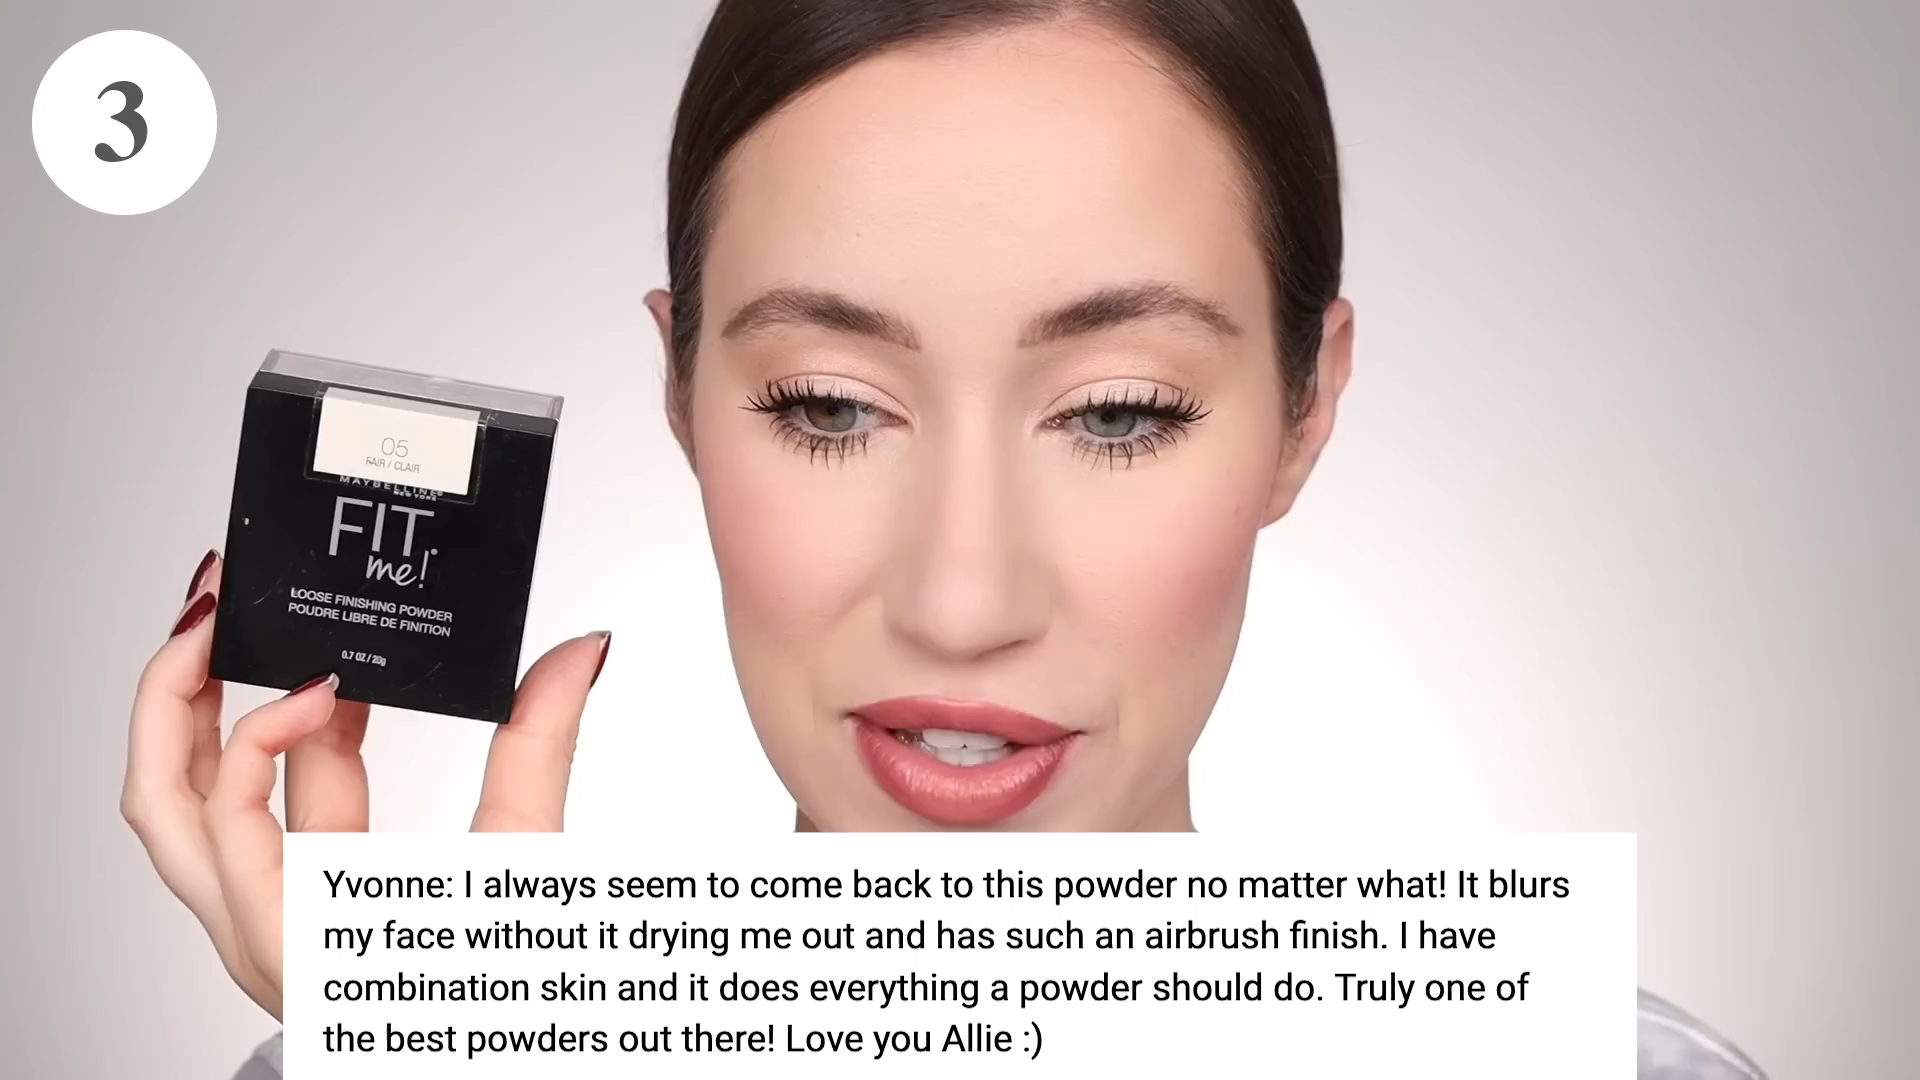 3
05
FAIR / CLAIR
MAYBELLINE
NEW YORK
FIT
me!
LOOSE FINISHING POWDER
POUDRE LIBRE DE FINITION
0.7 OZ / 20g
Yvonne: I always seem to come back to this powder no matter what! It blurs
my face without it drying me out and has such an airbrush finish. I have
combination skin and it does everything a powder should do. Truly one of
the best powders out there! Love you Allie :)